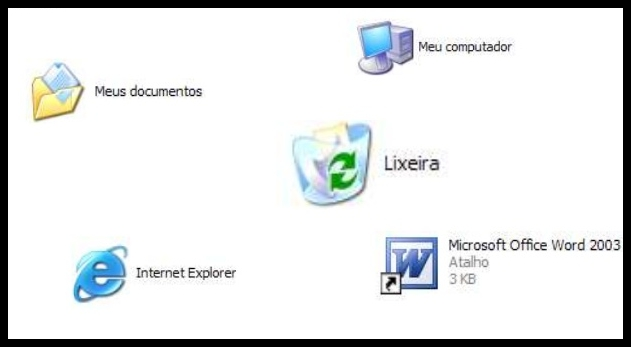 Meu computador
Meus documentos
Lixeira
Microsoft Office Word 2003
Atalho
3 KB
Internet Explorer